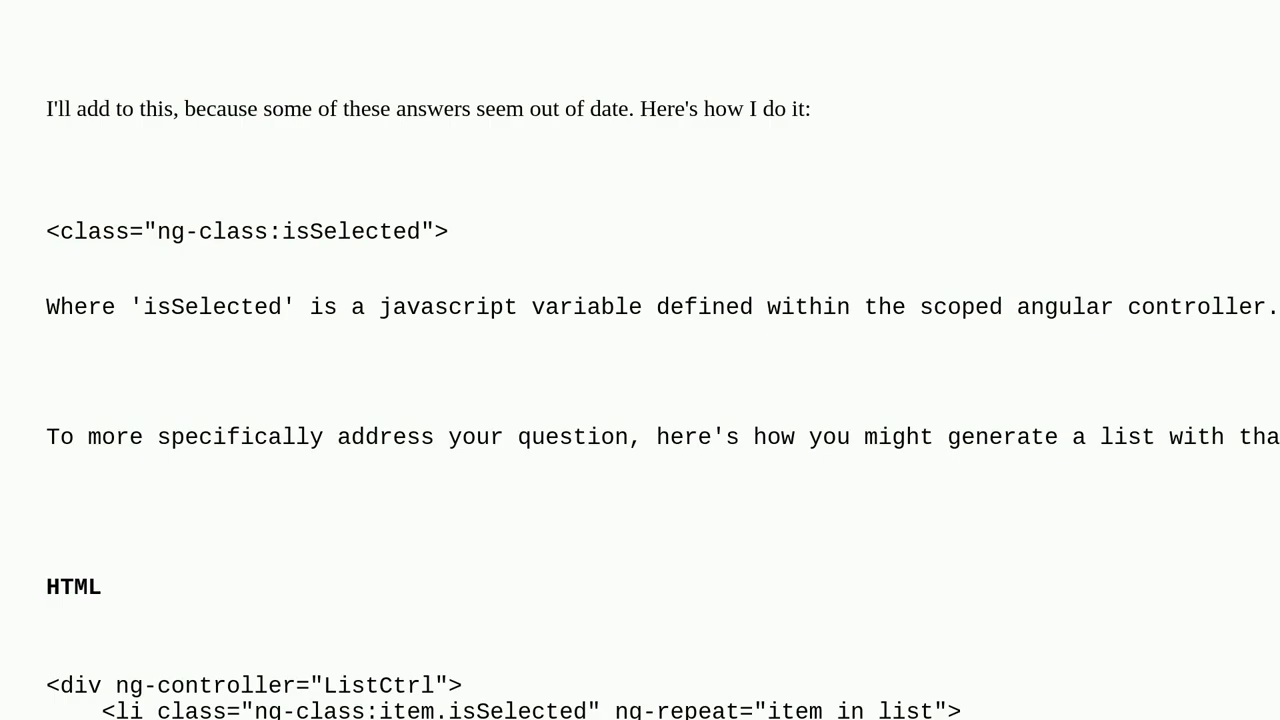 I'll add to this, because some of these answers seem out of date. Here's how I do it:
<class="ng-class:isSelected">
Where 'isSelected' is a javascript variable defined within the scoped angular controller.
To more specifically address your question, here's how you might generate a list with tha
HTML
<div ng-controller="ListCtrl">
    <li class="ng-class:item.isSelected" ng-repeat="item in list">